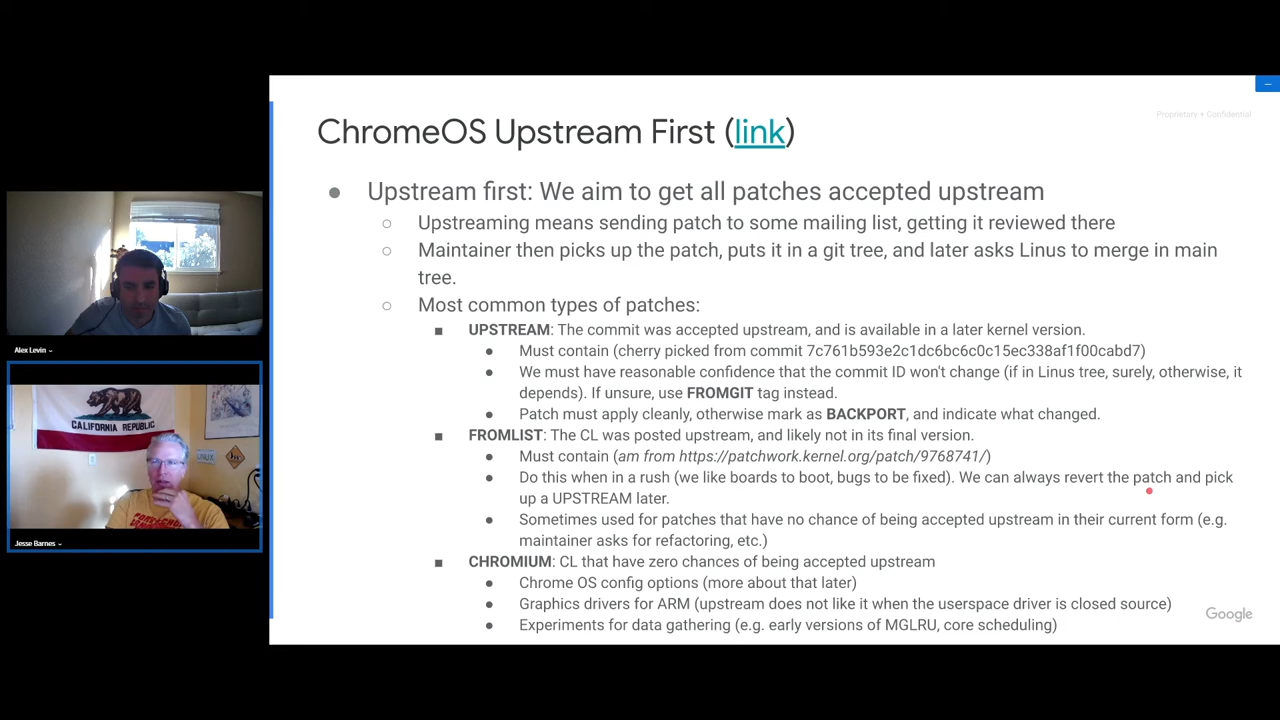 ChromeOS Upstream First (link)
Proprietary + Confidential
● Upstream first: We aim to get all patches accepted upstream
○ Upstreaming means sending patch to some mailing list, getting it reviewed there
○ Maintainer then picks up the patch, puts it in a git tree, and later asks Linus to merge in main
tree.
○ Most common types of patches:
■ UPSTREAM: The commit was accepted upstream, and is available in a later kernel version.
● Must contain (cherry picked from commit 7c761b593e2c1dc6bc6c0c15ec338af1f00cabd7)
● We must have reasonable confidence that the commit ID won't change (if in Linus tree, surely, otherwise, it
depends). If unsure, use FROMGIT tag instead.
● Patch must apply cleanly, otherwise mark as BACKPORT, and indicate what changed.
■ FROMLIST: The CL was posted upstream, and likely not in its final version.
● Must contain (am from https://patchwork.kernel.org/patch/9768741/)
● Do this when in a rush (we like boards to boot, bugs to be fixed). We can always revert the patch and pick
up a UPSTREAM later.
● Sometimes used for patches that have no chance of being accepted upstream in their current form (e.g.
maintainer asks for refactoring, etc.)
■ CHROMIUM: CL that have zero chances of being accepted upstream
● Chrome OS config options (more about that later)
● Graphics drivers for ARM (upstream does not like it when the userspace driver is closed source)
● Experiments for data gathering (e.g. early versions of MGLRU, core scheduling)
Google
Alex Levin
CALIFORNIA REPUBLIC
LINUX
Jesse Barnes